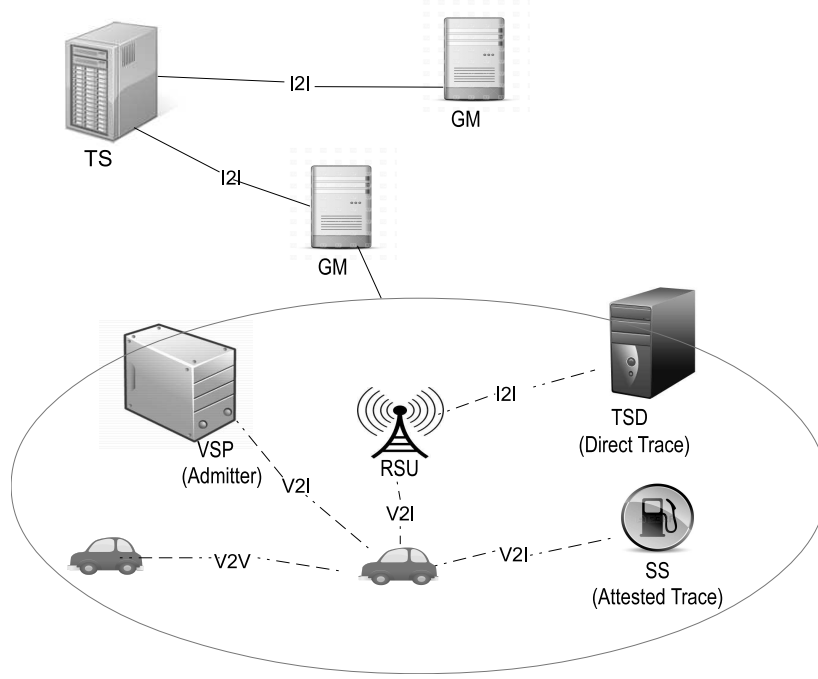 I2I
GM
TS
I2I
GM
I2I
TSD
(Direct Trace)
VSP
(Admitter)
RSU
V2I
V2I
V2V
V2I
SS
(Attested Trace)